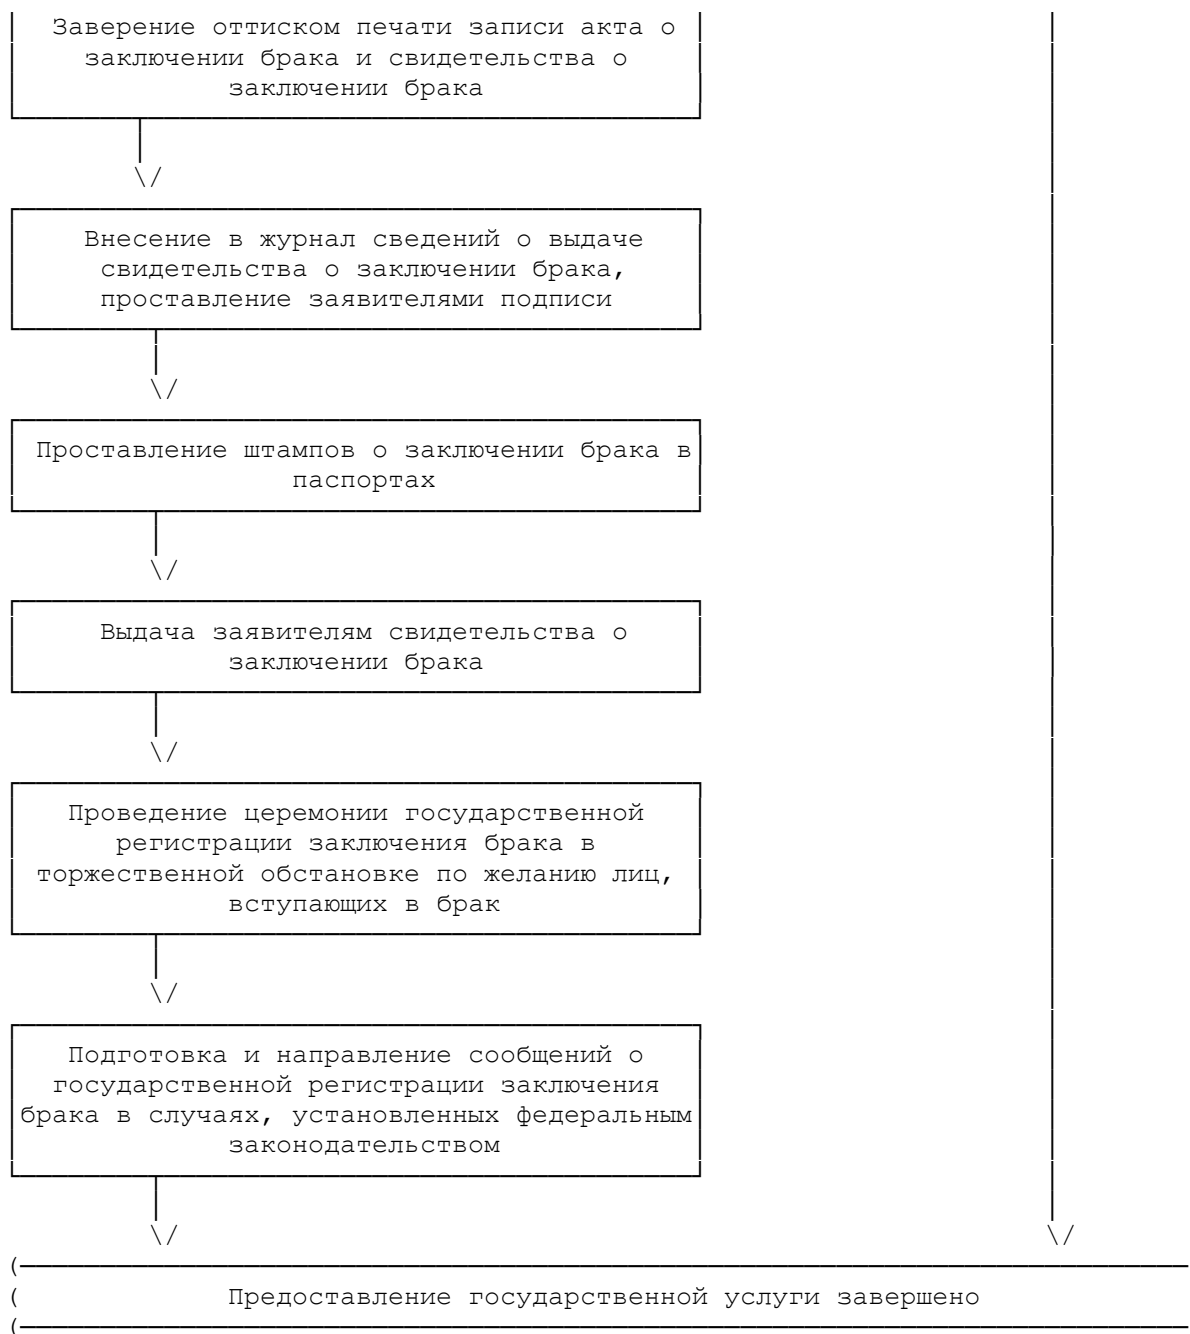 Заверение оттиском печати записи акта о
заключении брака и свидетельства о
заключении брака
Внесение в журнал сведений о выдаче
свидетельства о заключении брака,
проставление заявителями подписи
Проставление штампов о заключении брака в
паспортах
Выдача заявителям свидетельства о
заключении брака
Проведение церемонии государственной
регистрации заключения брака в
торжественной обстановке по желанию лиц,
вступающих в брак
Подготовка и направление сообщений о
государственной регистрации заключения
брака в случаях, установленных федеральным
законодательством
Предоставление государственной услуги завершено